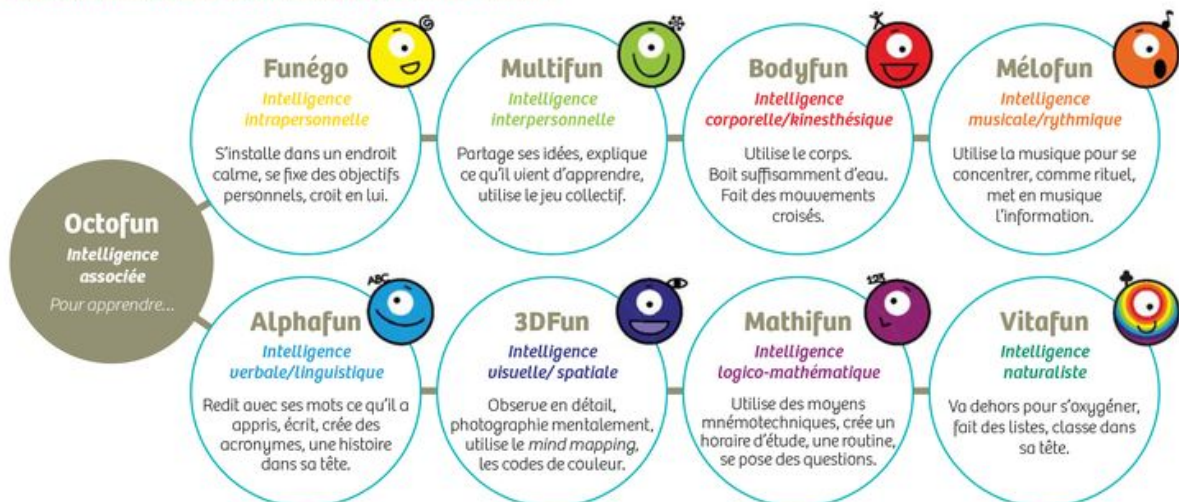 Octofun
Intelligence
associée
Pour apprendre...
Funégo
Intelligence
intrapersonnelle
S'installe dans un endroit
calme, se fixe des objectifs
personnels, croit en lui.
Multifun
Intelligence
interpersonnelle
Partage ses idées, explique
ce qu'il vient d'apprendre,
utilise le jeu collectif.
Bodyfun
Intelligence
corporelle/kinesthésique
Utilise le corps.
Boit suffisamment d'eau.
Fait des mouvements
croisés.
Mélofun
Intelligence
musicale/rythmique
Utilise la musique pour se
concentrer, comme rituel,
met en musique
l'information.
ABC
Alphafun
Intelligence
verbale/linguistique
Redit avec ses mots ce qu'il a
appris, écrit, crée des
acronymes, une histoire
dans sa tête.
3DFun
Intelligence
visuelle/ spatiale
Observe en détail,
photographie mentalement,
utilise le mind mapping,
les codes de couleur.
123
Mathifun
Intelligence
logico-mathématique
Utilise des moyens
mnémotechniques, crée un
horaire d'étude, une routine,
se pose des questions.
Vitafun
Intelligence
naturaliste
Va dehors pour s'oxygéner,
fait des listes, classe dans
sa tête.